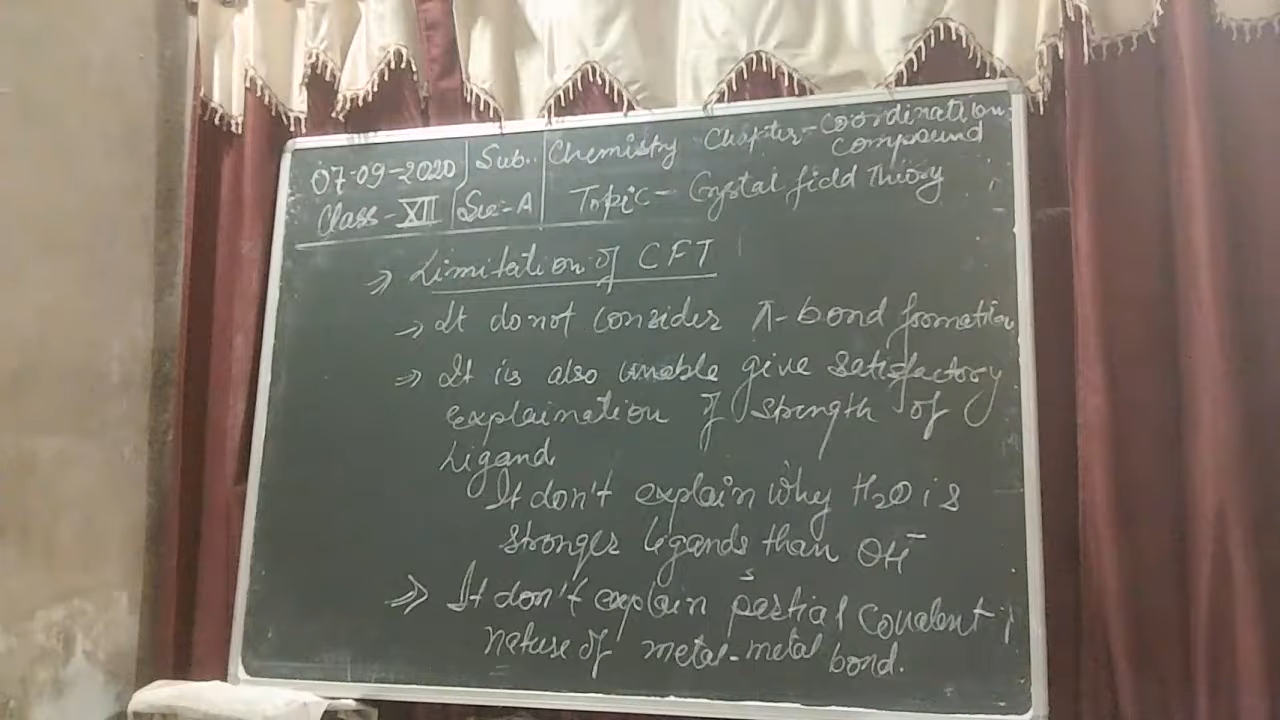 07-09-2020 Sub.. Chemistry Chapter-Coordination
compound
Class-XII Sec-A Topic- Crystal field Thiory
⇒ Limitation of CFT
→ It do not consider π-bond formation
⇒ It is also unable give satisfactory
explaination of strength of
Ligand
It don't explain why H2O is
stronger ligands than OH-
⇒ It don't explain partial covalent
nature of metal-metal bond.